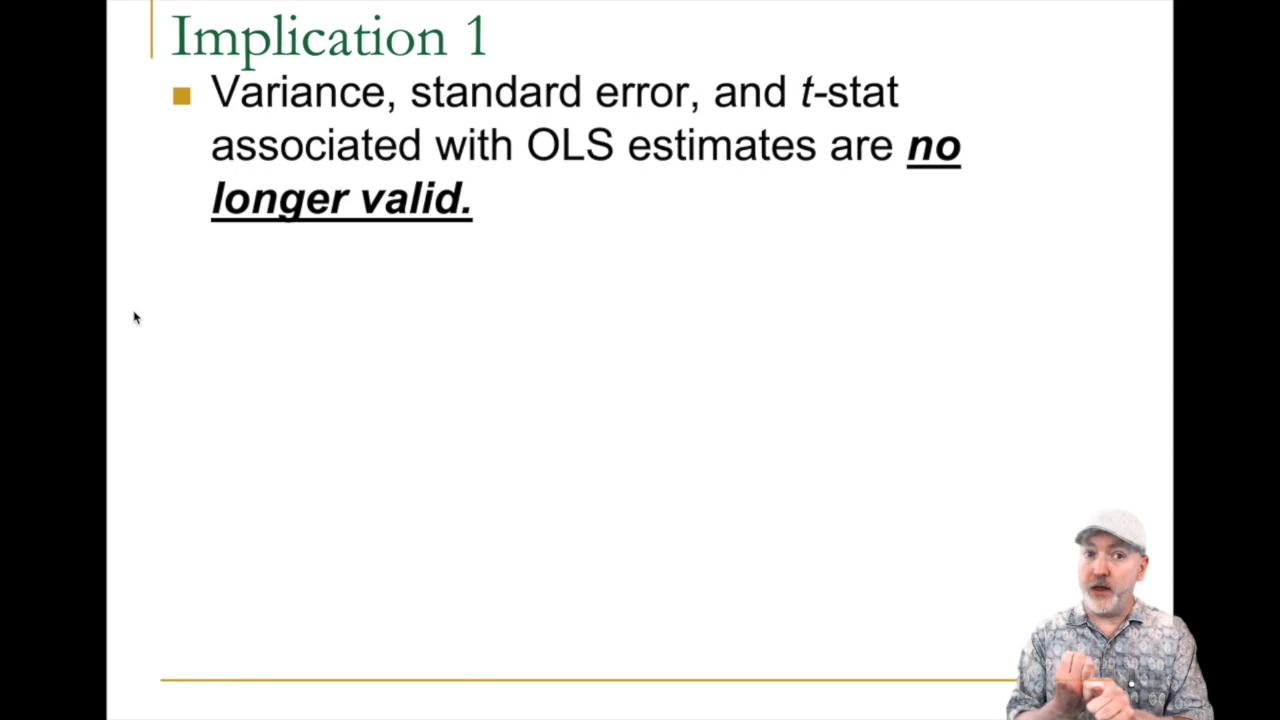 Implication 1
Variance, standard error, and t-stat
associated with OLS estimates are no
longer valid.